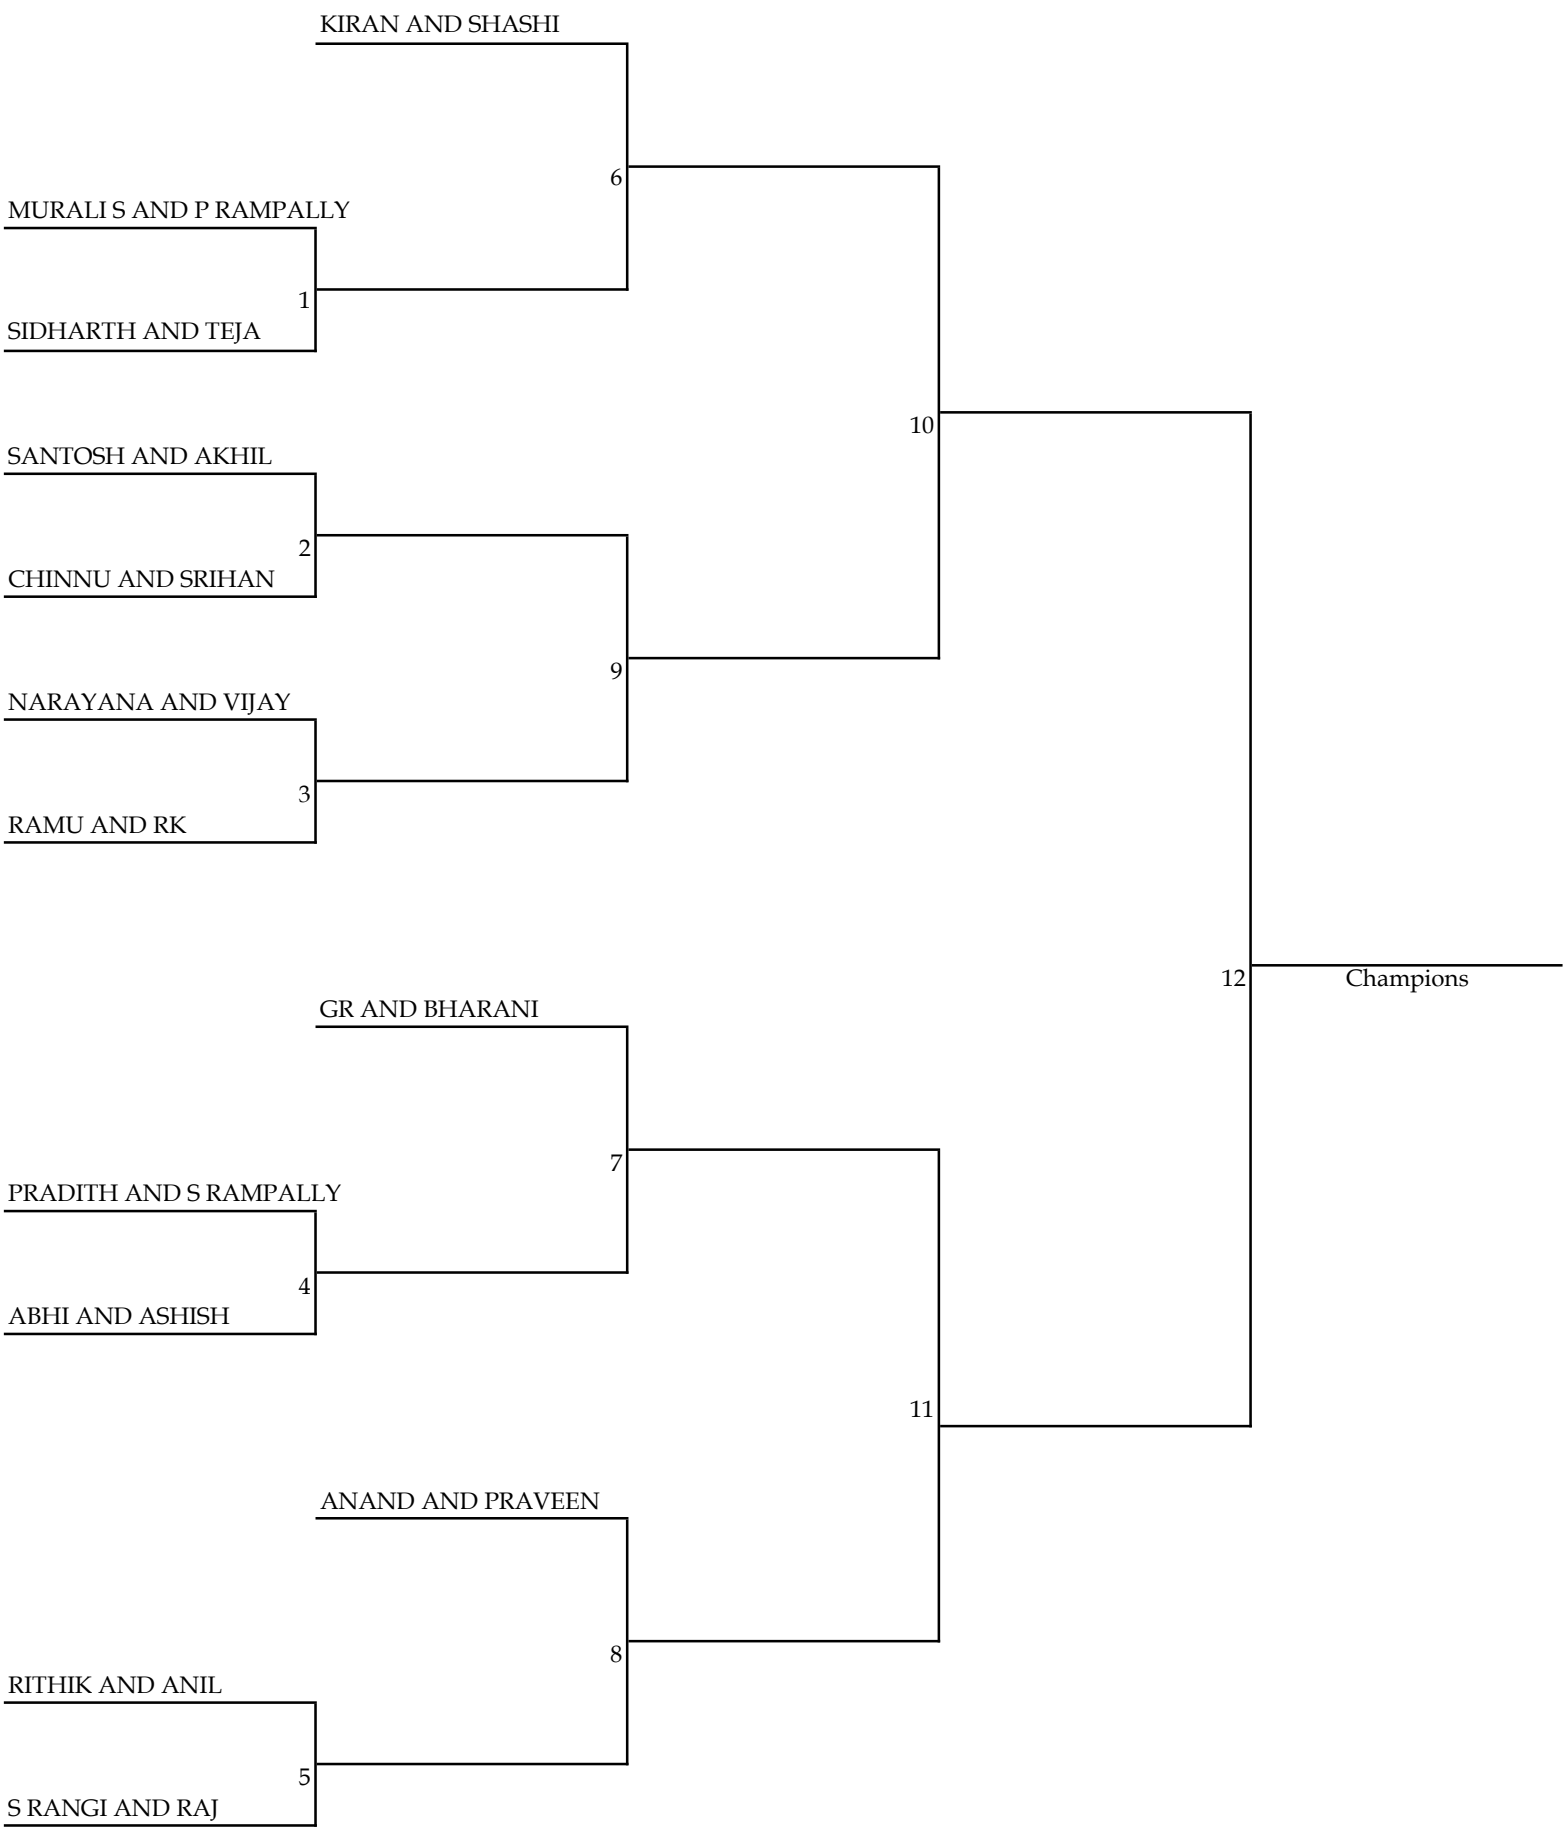 KIRAN AND SHASHI
6
MURALI S AND P RAMPALLY
1
SIDHARTH AND TEJA
10
SANTOSH AND AKHIL
2
CHINNU AND SRIHAN
9
NARAYANA AND VIJAY
3
RAMU AND RK
12
Champions
GR AND BHARANI
7
PRADITH AND S RAMPALLY
4
ABHI AND ASHISH
11
ANAND AND PRAVEEN
8
RITHIK AND ANIL
5
S RANGI AND RAJ